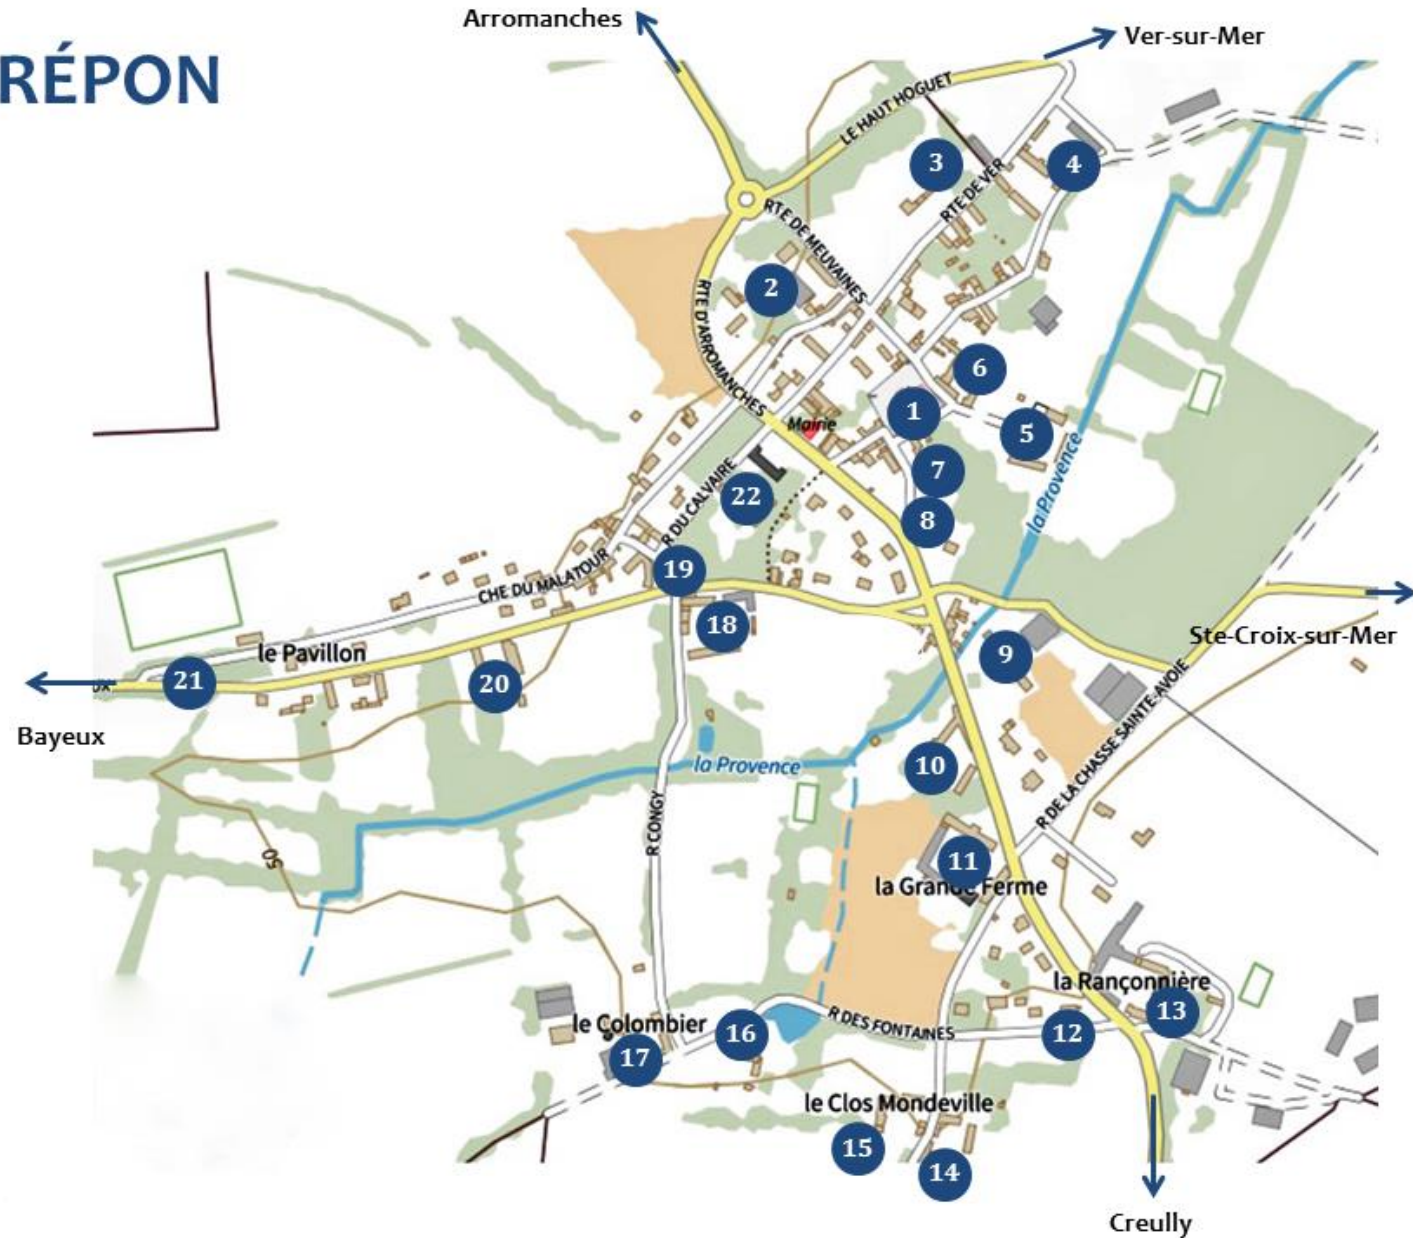 Arromanches
Ver-sur-Mer
RÉPON
LE HAUT HOGUET
3
4
RTE DE VER
RTE DE MEUVAINES
2
RTE D'ARROMANCHES
6
1
Mairie
5
7
la Provence
R DU CALVAIRE
22
8
19
CHE DU MALATOUR
18
Ste-Croix-sur-Mer
le Pavillon
9
21
20
Bayeux
la Provence
10
R DE LA CHASSE SAINTE-AVOIE
R CONGY
50
11
la Grande Ferme
la Rançonnière
13
le Colombier
16
R DES FONTAINES
12
17
le Clos Mondeville
15
14
Creully